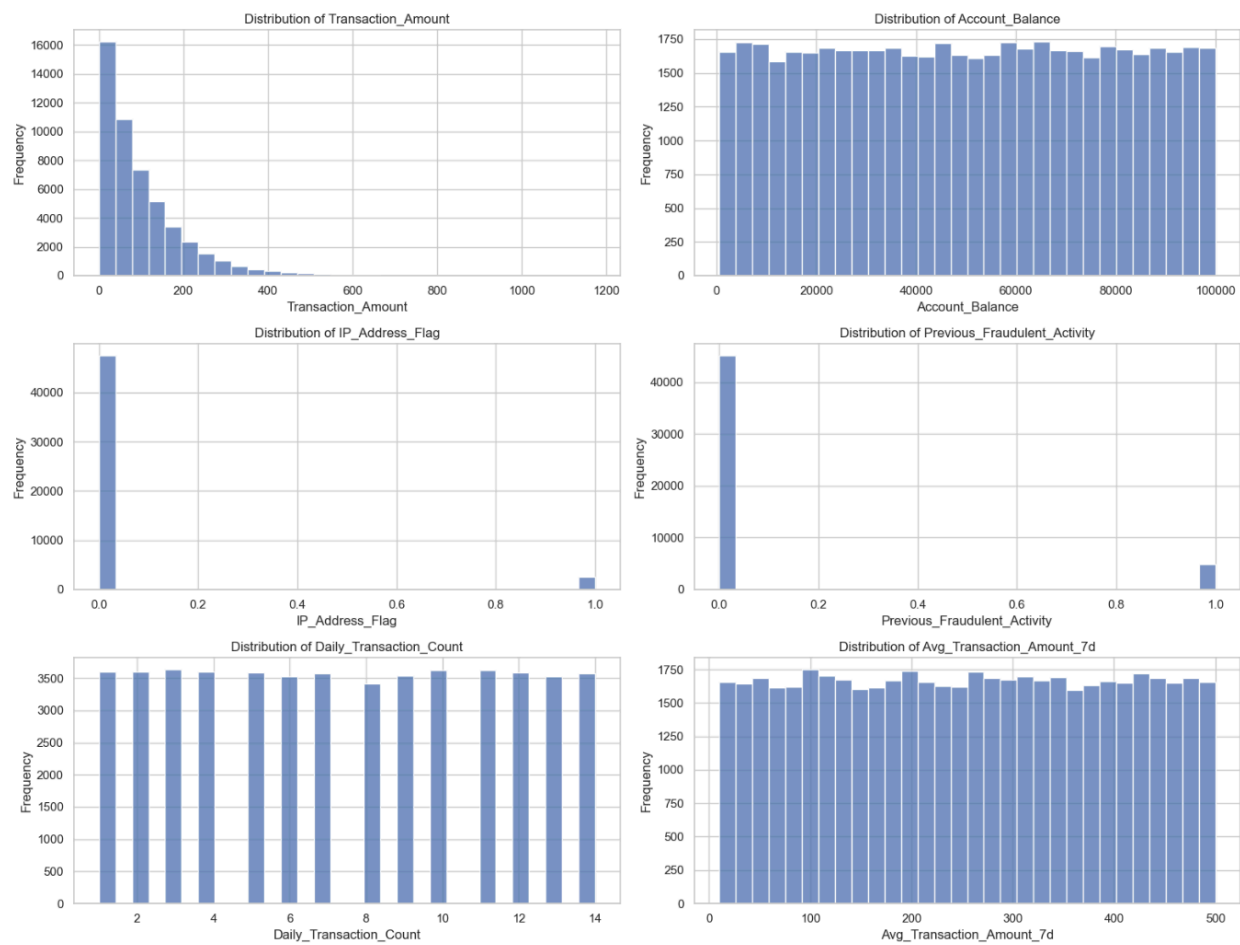 Distribution of Transaction_Amount
16000
14000
12000
10000
8000
6000
4000
2000
0
Frequency
0 200 400 600 800 1000 1200
Transaction_Amount
Distribution of Account_Balance
1750
1500
1250
1000
750
500
250
0
Frequency
0 20000 40000 60000 80000 100000
Account_Balance
Distribution of IP_Address_Flag
40000
30000
20000
10000
0
Frequency
0.0 0.2 0.4 0.6 0.8 1.0
IP_Address_Flag
Distribution of Previous_Fraudulent_Activity
40000
30000
20000
10000
0
Frequency
0.0 0.2 0.4 0.6 0.8 1.0
Previous_Fraudulent_Activity
Distribution of Daily_Transaction_Count
3500
3000
2500
2000
1500
1000
500
0
Frequency
2 4 6 8 10 12 14
Daily_Transaction_Count
Distribution of Avg_Transaction_Amount_7d
1750
1500
1250
1000
750
500
250
0
Frequency
0 100 200 300 400 500
Avg_Transaction_Amount_7d